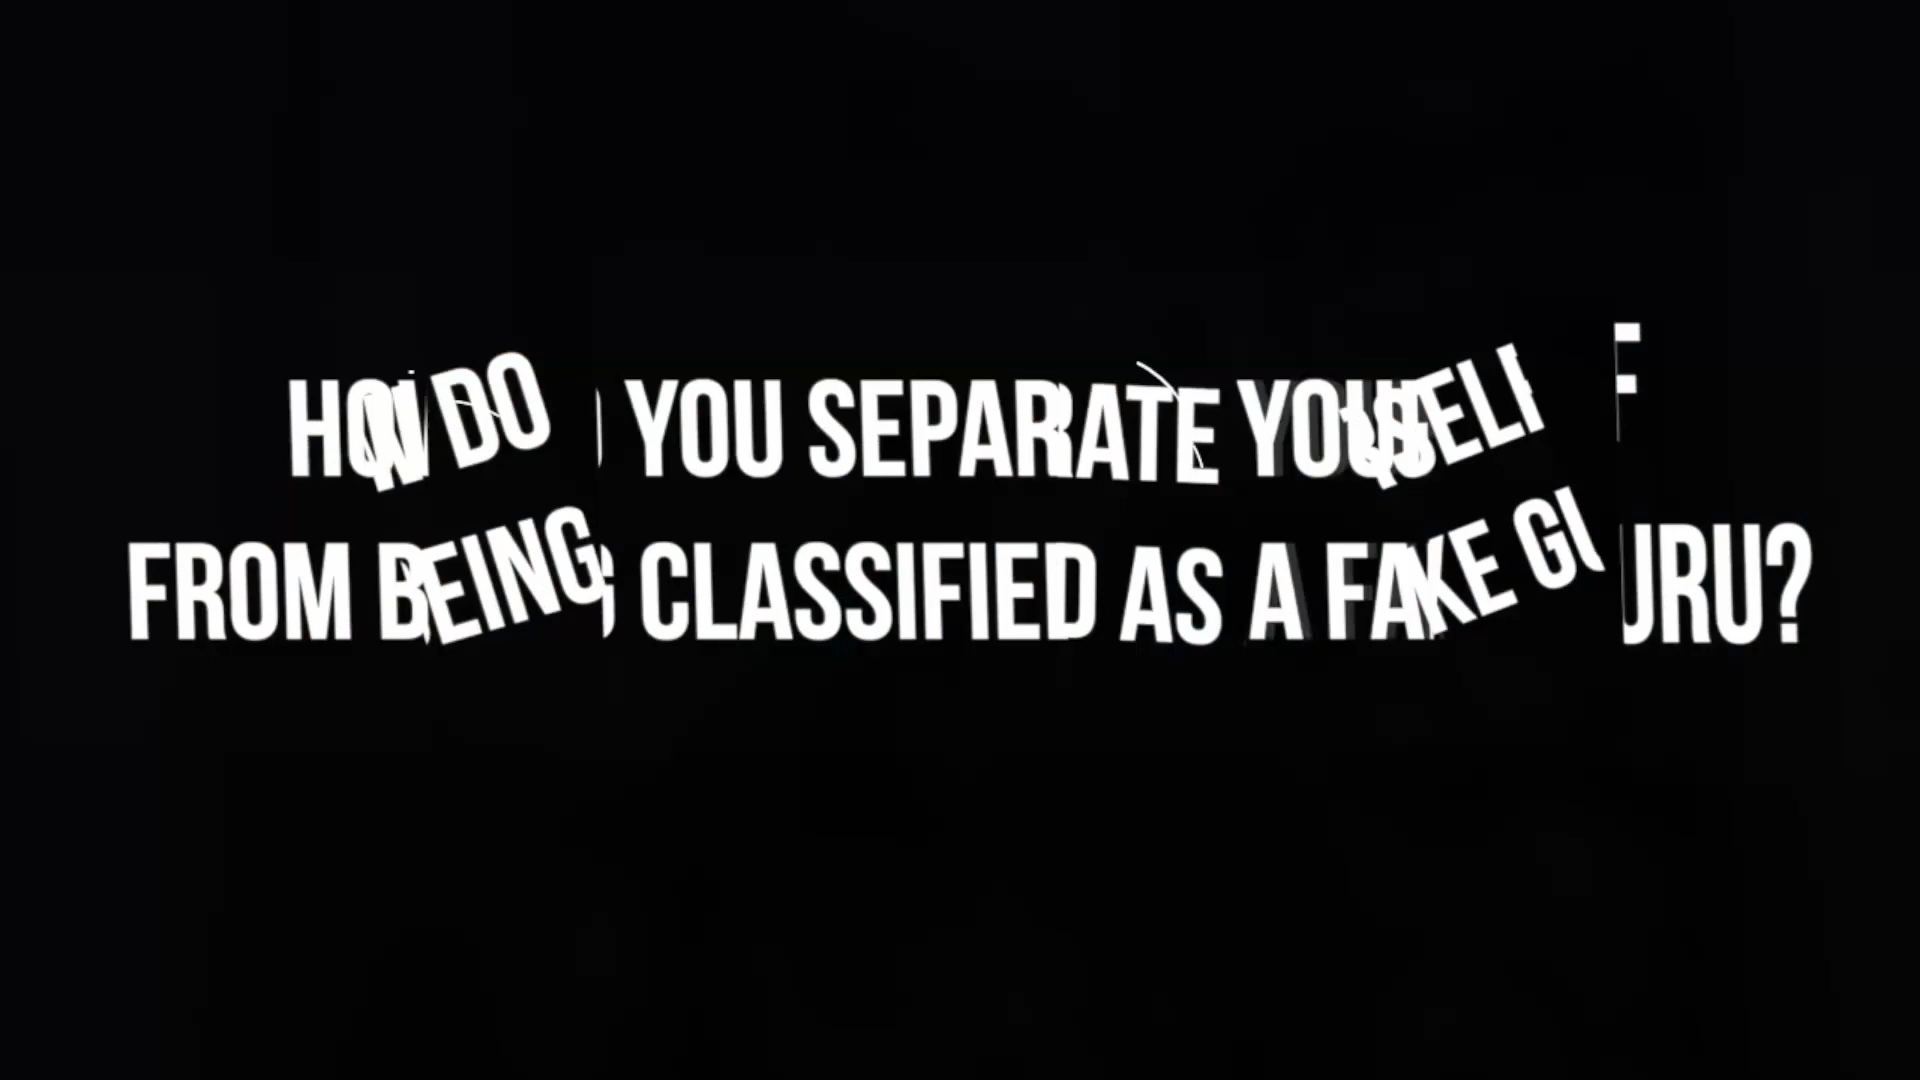 HOW DO YOU SEPARATE YOURSELF
FROM BEING CLASSIFIED AS A FAKE GURU?